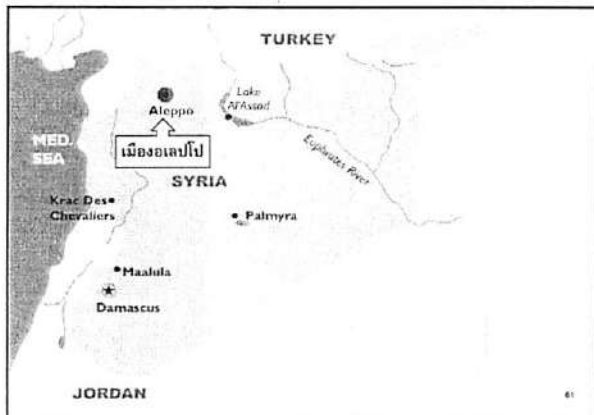 TURKEY
Lake
Al'Assad
Aleppo
MED.
SEA
เมืองอเลปโป
Euphrates River
SYRIA
Krac Des
Chevaliers
Palmyra
Maalula
Damascus
JORDAN
61